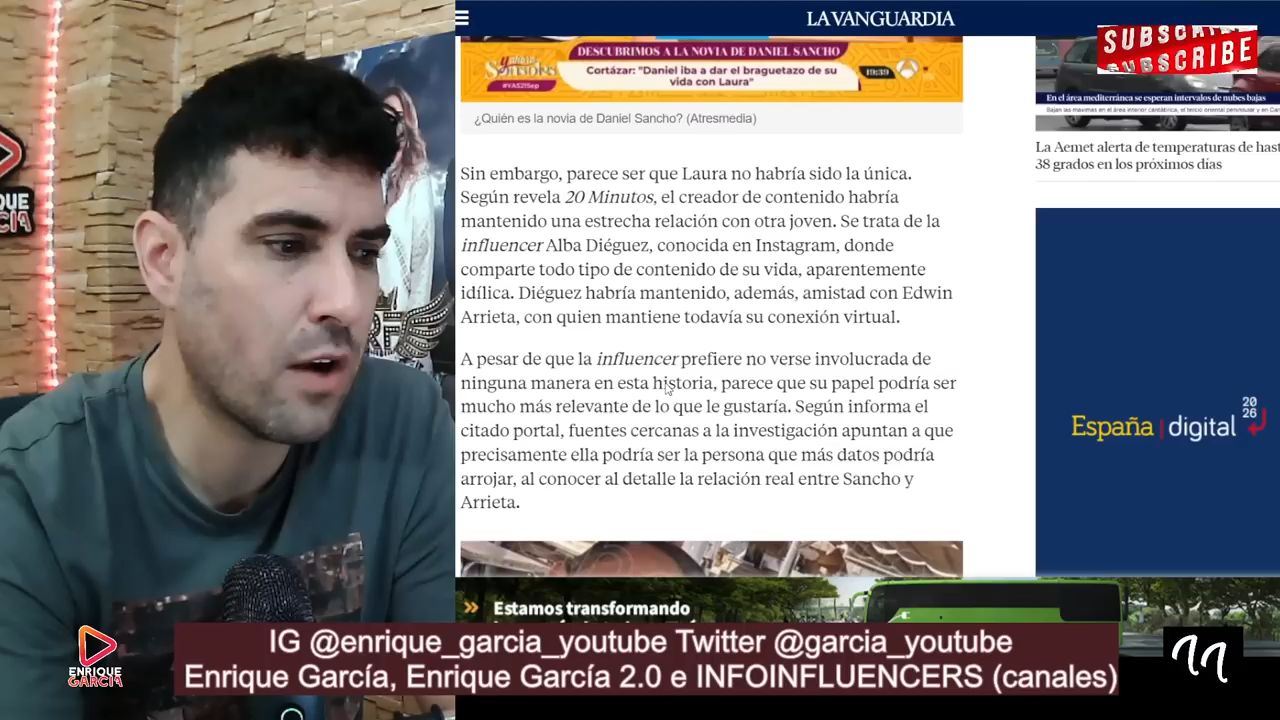 LA VANGUARDIA
SUBSCRIBE
SUBSCRIBE
DESCUBRIMOS A LA NOVIA DE DANIEL SANCHO
Sonsoles
#YAS21Sep
Cortázar: "Daniel iba a dar el braguetazo de su
vida con Laura"
19:39
¿Quién es la novia de Daniel Sancho? (Atresmedia)
En el área mediterránea se esperan intervalos de nubes bajas
La Aemet alerta de temperaturas de hast
38 grados en los próximos días
Sin embargo, parece ser que Laura no habría sido la única.
Según revela 20 Minutos, el creador de contenido habría
mantenido una estrecha relación con otra joven. Se trata de la
influencer Alba Diéguez, conocida en Instagram, donde
comparte todo tipo de contenido de su vida, aparentemente
idílica. Diéguez habría mantenido, además, amistad con Edwin
Arrieta, con quien mantiene todavía su conexión virtual.
A pesar de que la influencer prefiere no verse involucrada de
ninguna manera en esta historia, parece que su papel podría ser
mucho más relevante de lo que le gustaría. Según informa el
citado portal, fuentes cercanas a la investigación apuntan a que
precisamente ella podría ser la persona que más datos podría
arrojar, al conocer al detalle la relación real entre Sancho y
Arrieta.
España | digital 20
26
» Estamos transformando
IG @enrique_garcia_youtube Twitter @garcia_youtube
Enrique García, Enrique García 2.0 e INFOINFLUENCERS (canales)
ENRIQUE
GARCIA